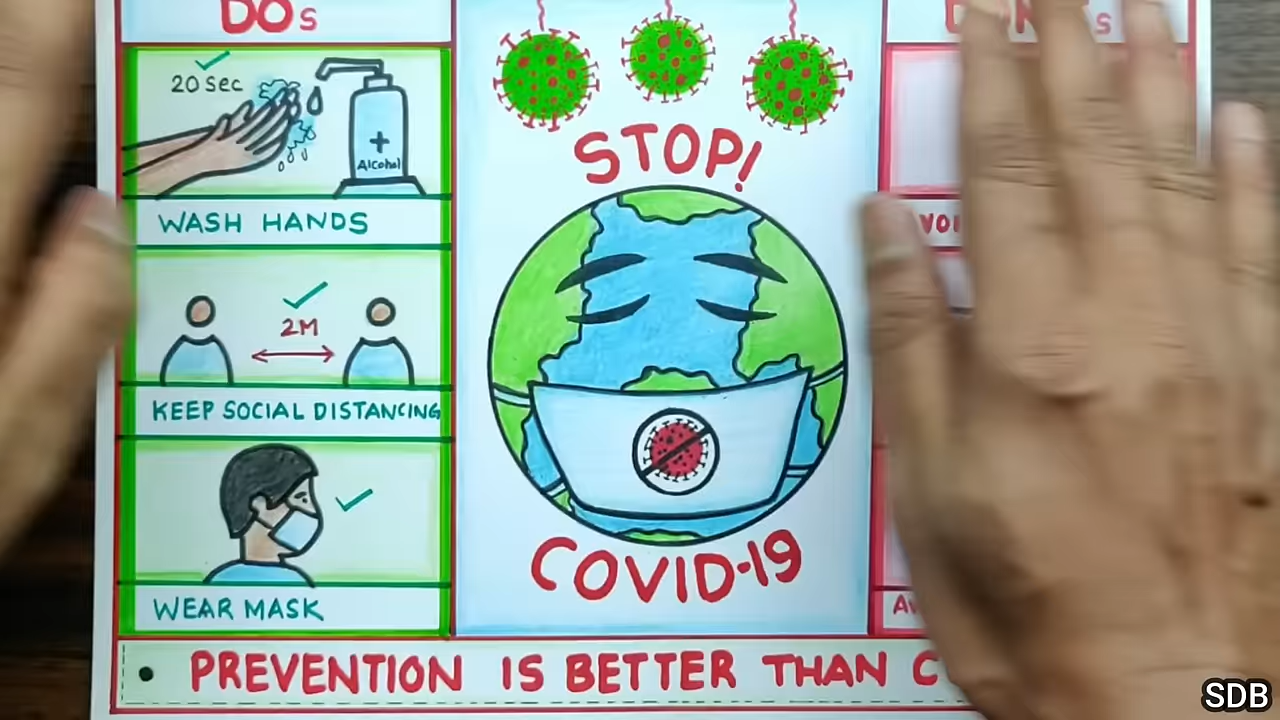 DOs
20 Sec
+
Alcohol
WASH HANDS
2M
KEEP SOCIAL DISTANCING
WEAR MASK
STOP!
COVID-19
PREVENTION IS BETTER THAN
SDB